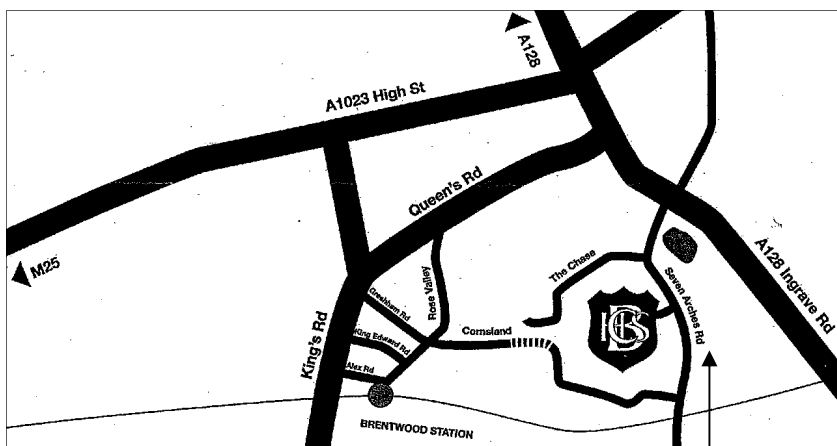 A128
A1023 High St
Queen's Rd
M25
The Chase
A128 Ingrave Rd
Seven Arches Rd
Rose Valley
Gresham Rd
Cornsland
King's Rd
King Edward Rd
Alex Rd
BRENTWOOD STATION